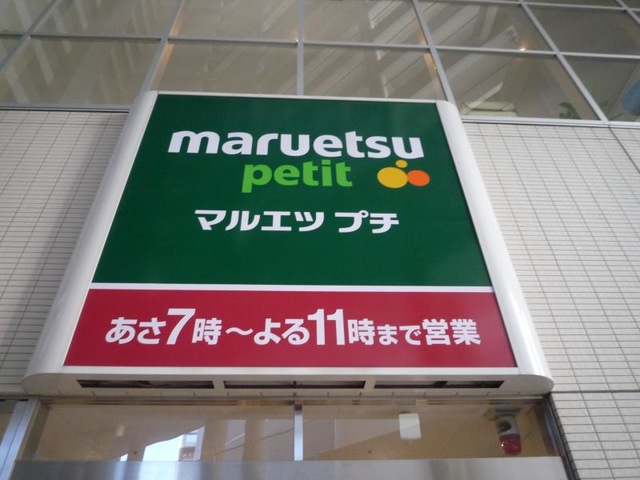 maruetsu
petit
マルエツ プチ
あさ7時～よる11時まで営業